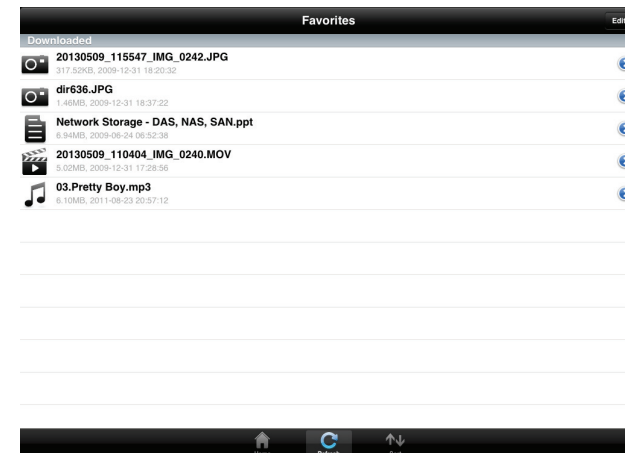 Favorites
Edit
Downloaded
20130509_115547_IMG_0242.JPG
317.52KB, 2009-12-31 18:20:32
dir636.JPG
1.46MB, 2009-12-31 18:37:22
Network Storage - DAS, NAS, SAN.ppt
6.94MB, 2009-06-24 06:52:38
20130509_110404_IMG_0240.MOV
5.02MB, 2009-12-31 17:28:56
03.Pretty Boy.mp3
6.10MB, 2011-08-23 20:57:12